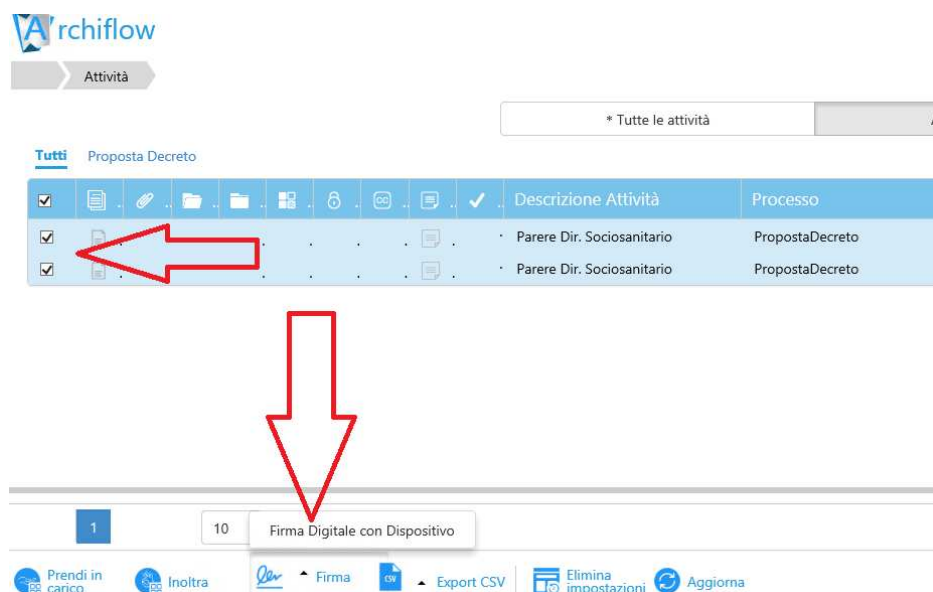 Archiflow
Attività
* Tutte le attività
Tutti Proposta Decreto
Descrizione Attività Processo
Parere Dir. Sociosanitario PropostaDecreto
Parere Dir. Sociosanitario PropostaDecreto
1 10 Firma Digitale con Dispositivo
Prendi in
carico
Inoltra
Firma
CSV
Export CSV
Elimina
impostazioni
Aggiorna